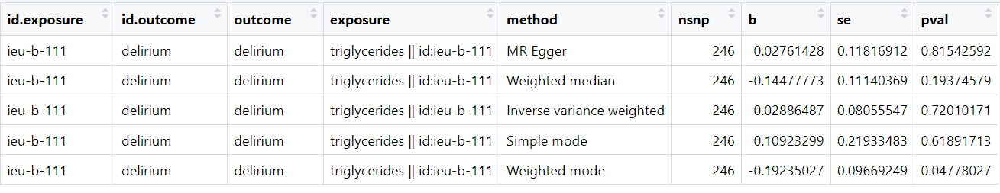 id.exposure id.outcome outcome exposure method nsnp b se pval
ieu-b-111 delirium delirium triglycerides || id:ieu-b-111 MR Egger 246 0.02761428 0.11816912 0.81542592
ieu-b-111 delirium delirium triglycerides || id:ieu-b-111 Weighted median 246 -0.14477773 0.11140369 0.19374579
ieu-b-111 delirium delirium triglycerides || id:ieu-b-111 Inverse variance weighted 246 0.02886487 0.08055547 0.72010171
ieu-b-111 delirium delirium triglycerides || id:ieu-b-111 Simple mode 246 0.10923299 0.21933483 0.61891713
ieu-b-111 delirium delirium triglycerides || id:ieu-b-111 Weighted mode 246 -0.19235027 0.09669249 0.04778027